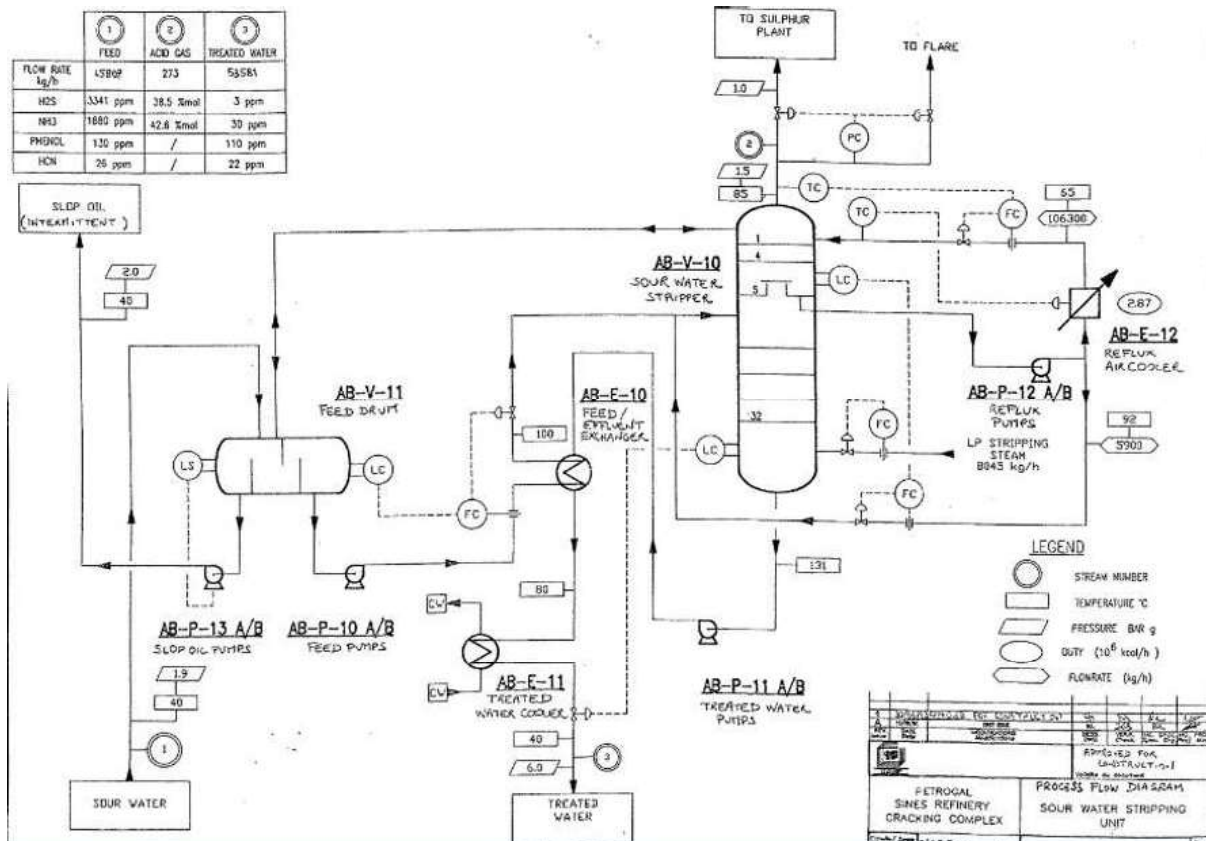 1 2 3
FEED ACID GAS TREATED WATER
FLOW RATE kg/h 45802 273 53581
H2S 3341 ppm 38.5 %mol 3 ppm
NH3 1880 ppm 42.6 %mol 30 ppm
PHENOL 130 ppm / 110 ppm
HCN 26 ppm / 22 ppm
TO SULPHUR
PLANT
TO FLARE
1.0
PC
2
1.5
85
TC
TC
FC
65
106300
SLOP OIL
(INTERMITTENT)
2.0
40
1
4
5
32
AB-V-10
SOUR WATER
STRIPPER
LC
2.87
AB-E-12
REFLUX
AIR COOLER
AB-P-12 A/B
REFLUX
PUMPS
92
5900
AB-V-11
FEED DRUM
LS
LC
FC
100
AB-E-10
FEED/
EFFLUENT
EXCHANGER
LC
FC
LP STRIPPING
STEAM
8043 kg/h
FC
131
80
CW
CW
AB-P-13 A/B
SLOP OIL PUMPS
AB-P-10 A/B
FEED PUMPS
AB-E-11
TREATED
WATER COOLER
AB-P-11 A/B
TREATED WATER
PUMPS
1.9
40
1
40
6.0
3
SOUR WATER
TREATED
WATER
LEGEND
STREAM NUMBER
TEMPERATURE °C
PRESSURE BAR g
DUTY (10⁶ kcal/h)
FLOWRATE (kg/h)
APPROVED FOR
CONSTRUCTION
PETROGAL
SINES REFINERY
CRACKING COMPLEX
PROCESS FLOW DIAGRAM
SOUR WATER STRIPPING
UNIT